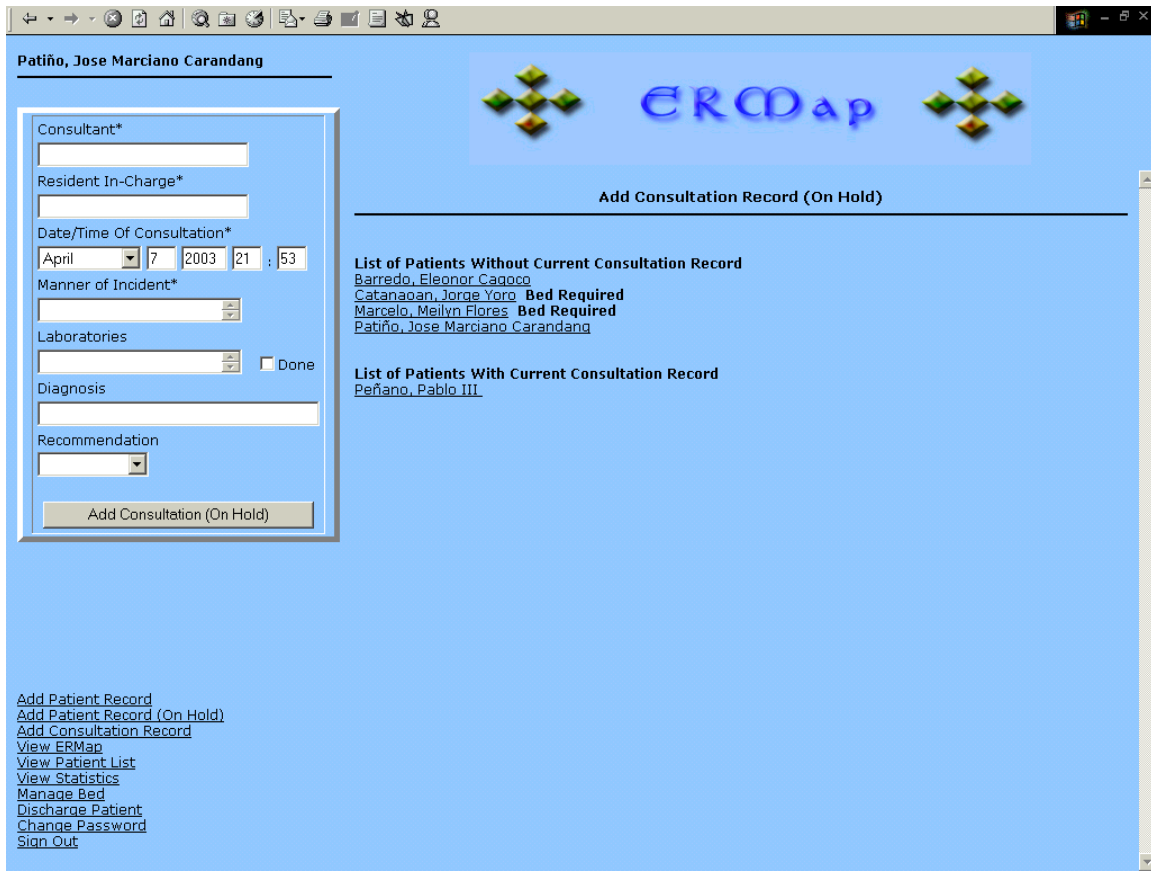 Patiño, Jose Marciano Carandang
ERMap
Consultant*
Resident In-Charge*
Date/Time Of Consultation*
April 7 2003 21 : 53
Manner of Incident*
Laboratories
Done
Diagnosis
Recommendation
Add Consultation (On Hold)
Add Consultation Record (On Hold)
List of Patients Without Current Consultation Record
Barredo, Eleonor Cagoco
Catanaoan, Jorge Yoro Bed Required
Marcelo, Meilyn Flores Bed Required
Patiño, Jose Marciano Carandang
List of Patients With Current Consultation Record
Peñano, Pablo III
Add Patient Record
Add Patient Record (On Hold)
Add Consultation Record
View ERMap
View Patient List
View Statistics
Manage Bed
Discharge Patient
Change Password
Sign Out